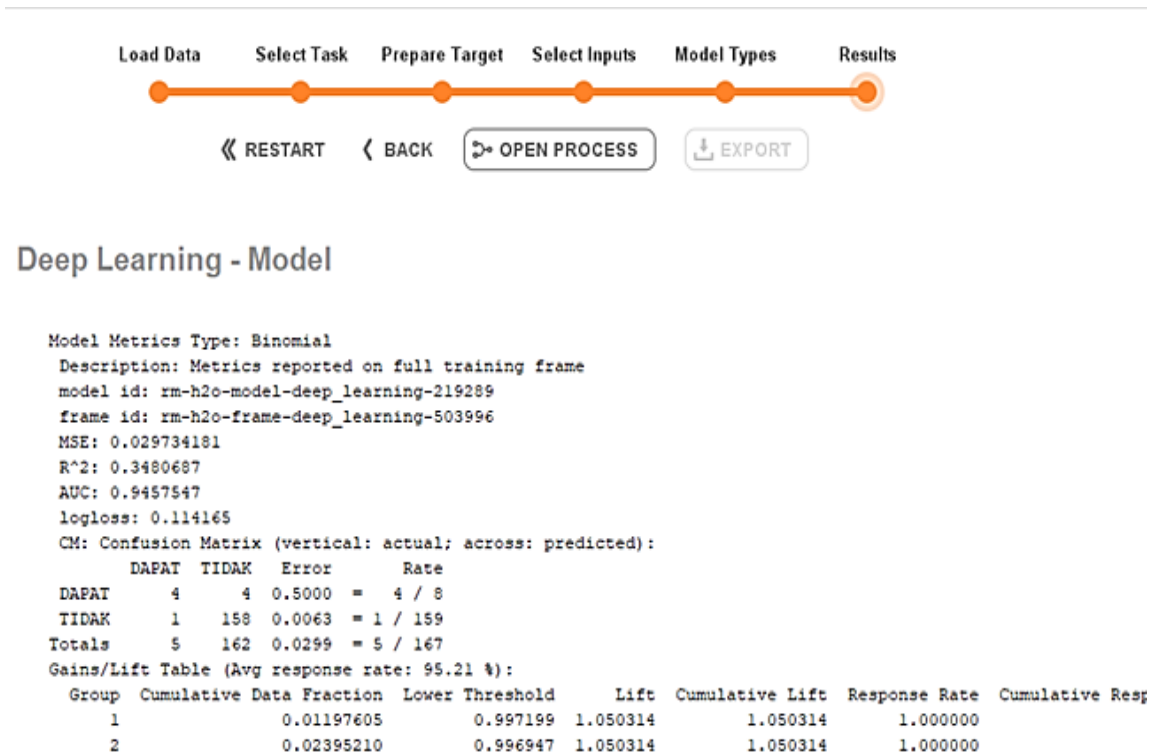 Load Data Select Task Prepare Target Select Inputs Model Types Results
RESTART BACK OPEN PROCESS EXPORT
Deep Learning - Model
Model Metrics Type: Binomial
Description: Metrics reported on full training frame
model id: rm-h2o-model-deep_learning-219289
frame id: rm-h2o-frame-deep_learning-503996
MSE: 0.029734181
R^2: 0.3480687
AUC: 0.9457547
logloss: 0.114165
CM: Confusion Matrix (vertical: actual; across: predicted):
DAPAT TIDAK Error Rate
DAPAT 4 4 0.5000 = 4 / 8
TIDAK 1 158 0.0063 = 1 / 159
Totals 5 162 0.0299 = 5 / 167
Gains/Lift Table (Avg response rate: 95.21 %):
Group Cumulative Data Fraction Lower Threshold Lift Cumulative Lift Response Rate Cumulative Resp
1 0.01197605 0.997199 1.050314 1.050314 1.000000
2 0.02395210 0.996947 1.050314 1.050314 1.000000